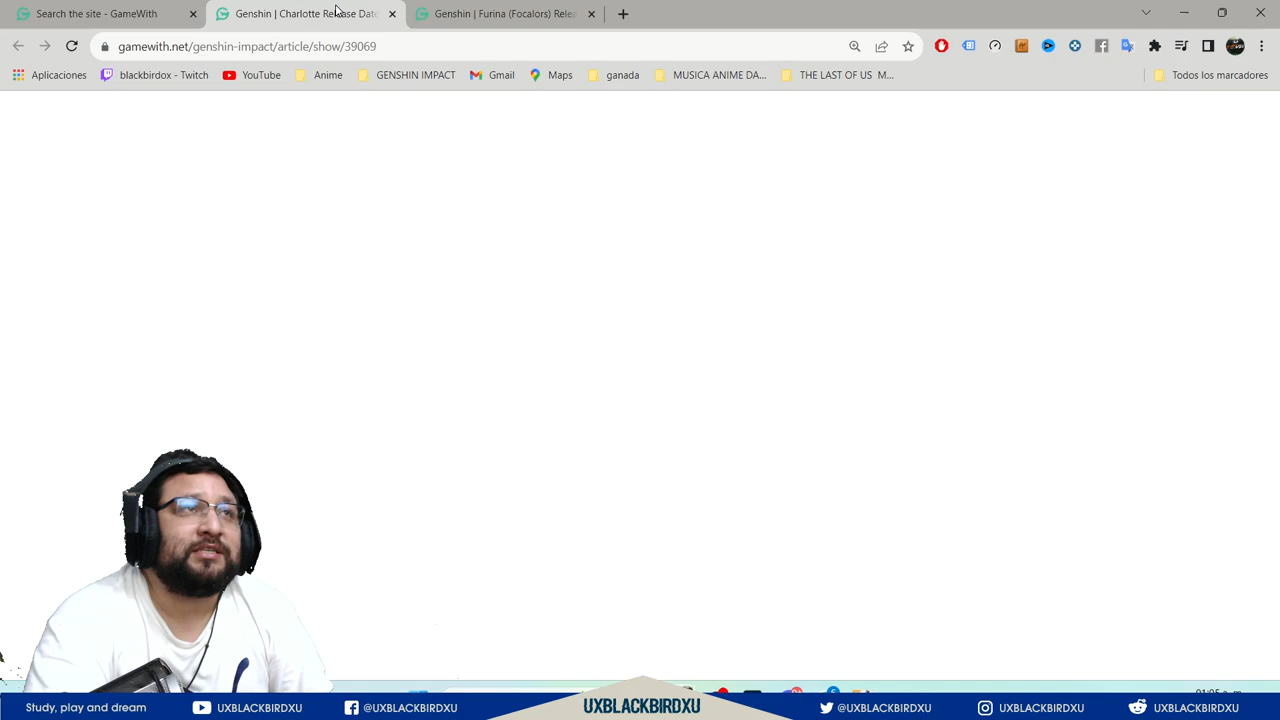 Search the site - GameWith
Genshin | Charlotte Release Date
Genshin | Furina (Focalors) Relea
gamewith.net/genshin-impact/article/show/39069
Aplicaciones
blackbirdox - Twitch
YouTube
Anime
GENSHIN IMPACT
Gmail
Maps
ganada
MUSICA ANIME DA...
THE LAST OF US M...
Todos los marcadores
Study, play and dream
UXBLACKBIRDXU
@UXBLACKBIRDXU
UXBLACKBIRDXU
@UXBLACKBIRDXU
UXBLACKBIRDXU
UXBLACKBIRDXU